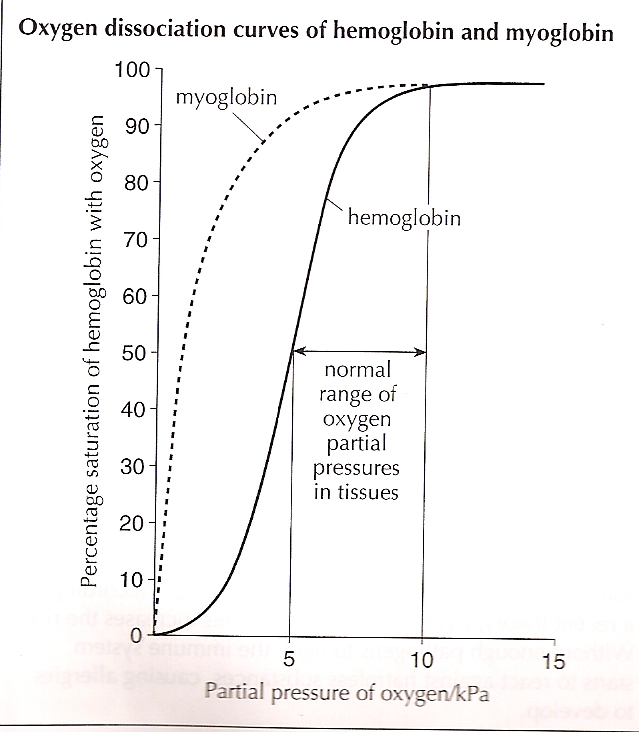 Oxygen dissociation curves of hemoglobin and myoglobin
100
myoglobin
90
80
hemoglobin
70
60
50
normal
range of
oxygen
partial
pressures
in tissues
40
30
20
10
0
Percentage saturation of hemoglobin with oxygen
5
10
15
Partial pressure of oxygen/kPa